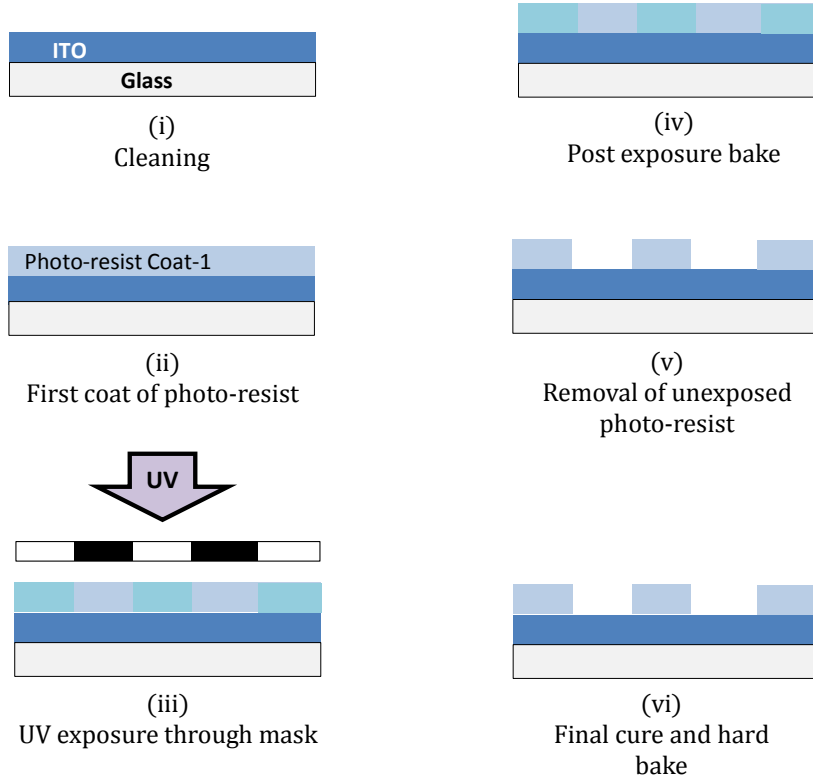 ITO
Glass
(i)
Cleaning
Photo-resist Coat-1
(ii)
First coat of photo-resist
UV
(iii)
UV exposure through mask
(iv)
Post exposure bake
(v)
Removal of unexposed
photo-resist
(vi)
Final cure and hard
bake